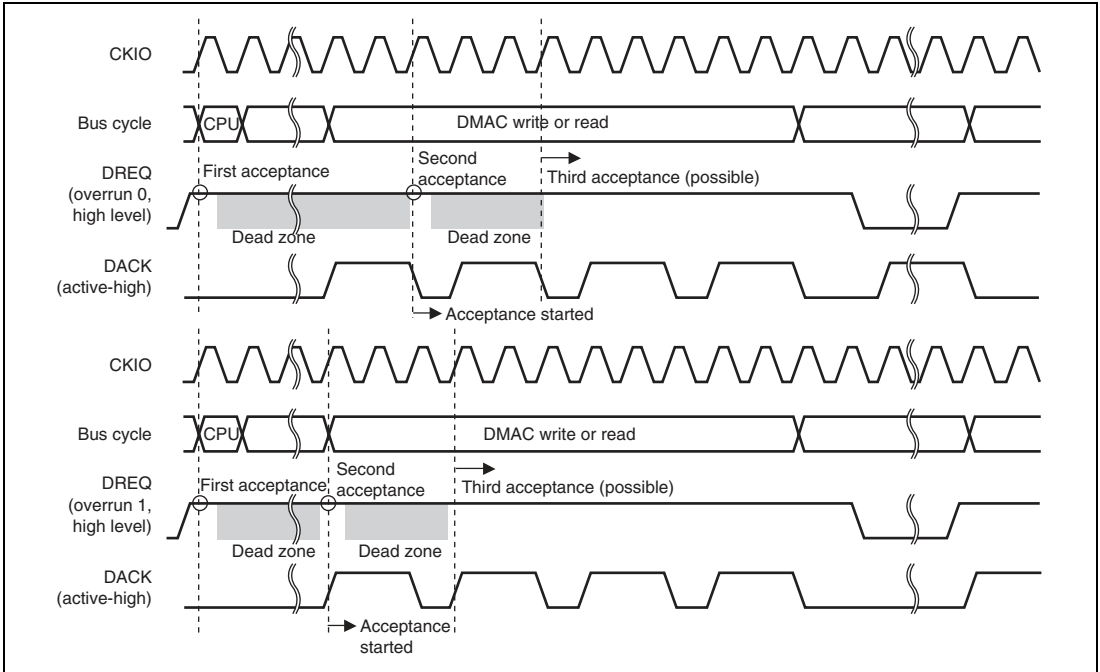 CKIO
Bus cycle
CPU
DMAC write or read
DREQ
(overrun 0,
high level)
First acceptance
Second
acceptance
Third acceptance (possible)
Dead zone
Dead zone
DACK
(active-high)
Acceptance started
CKIO
Bus cycle
CPU
DMAC write or read
DREQ
(overrun 1,
high level)
First acceptance
Second
acceptance
Third acceptance (possible)
Dead zone
Dead zone
DACK
(active-high)
Acceptance
started